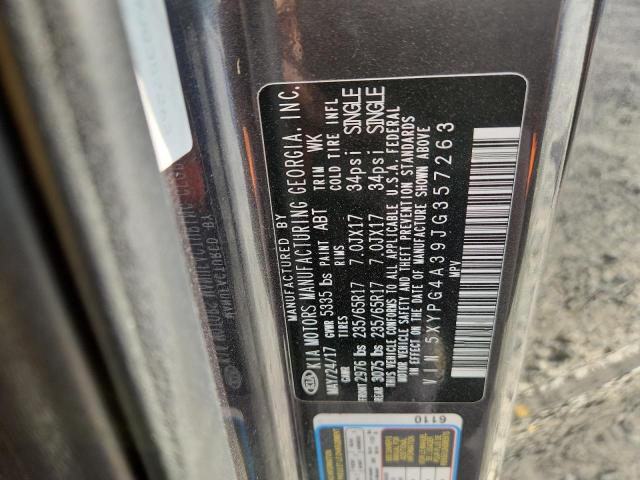 MANUFACTURED BY
KIA MOTORS MANUFACTURING GEORGIA, INC.
MAY/24/17 GVWR 5335 lbs PAINT ABT TRIM WK
GAWR TIRES RIMS COLD TIRE INFL
FRONT 2976 lbs 235/65R17 7.0JX17 34psi SINGLE
REAR 3075 lbs 235/65R17 7.0JX17 34psi SINGLE
THIS VEHICLE CONFORMS TO ALL APPLICABLE U.S.A. FEDERAL
MOTOR VEHICLE SAFETY AND THEFT PREVENTION STANDARDS
IN EFFECT ON THE DATE OF MANUFACTURE SHOWN ABOVE
VIN 5XYPG4A39JG357263
MPV
6110